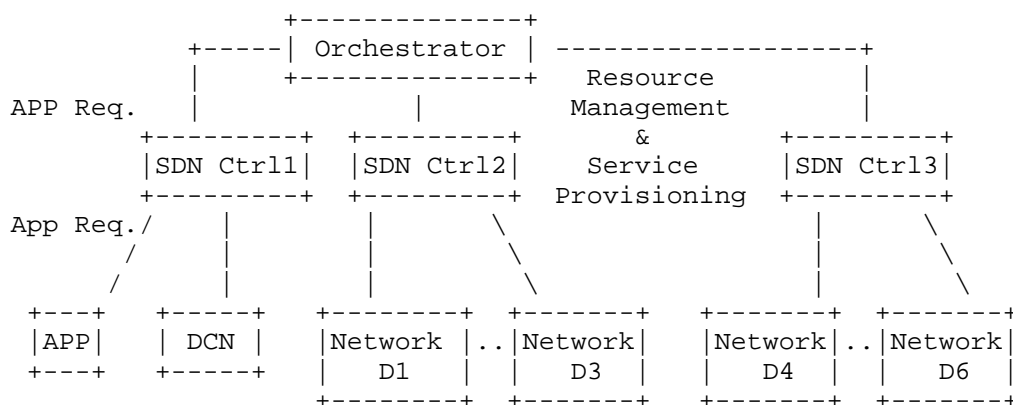 Orchestrator
Resource
APP Req. Management
&
SDN Ctrl1 SDN Ctrl2 Service SDN Ctrl3
Provisioning
App Req.
APP DCN Network .. Network Network .. Network
D1 D3 D4 D6